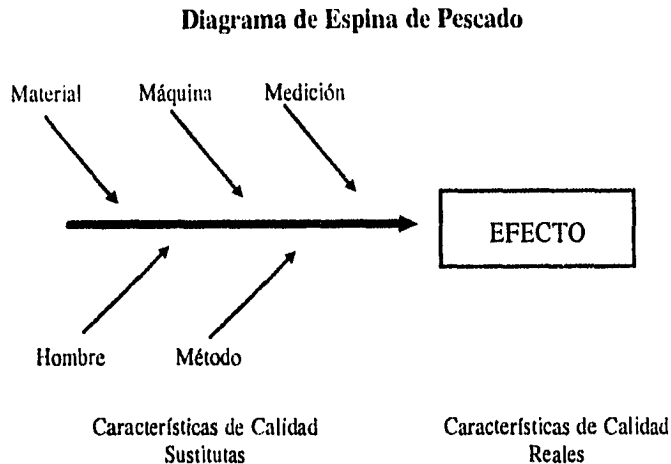 Diagrama de Espina de Pescado
Material Máquina Medición
EFECTO
Hombre Método
Características de Calidad Sustitutas
Características de Calidad Reales